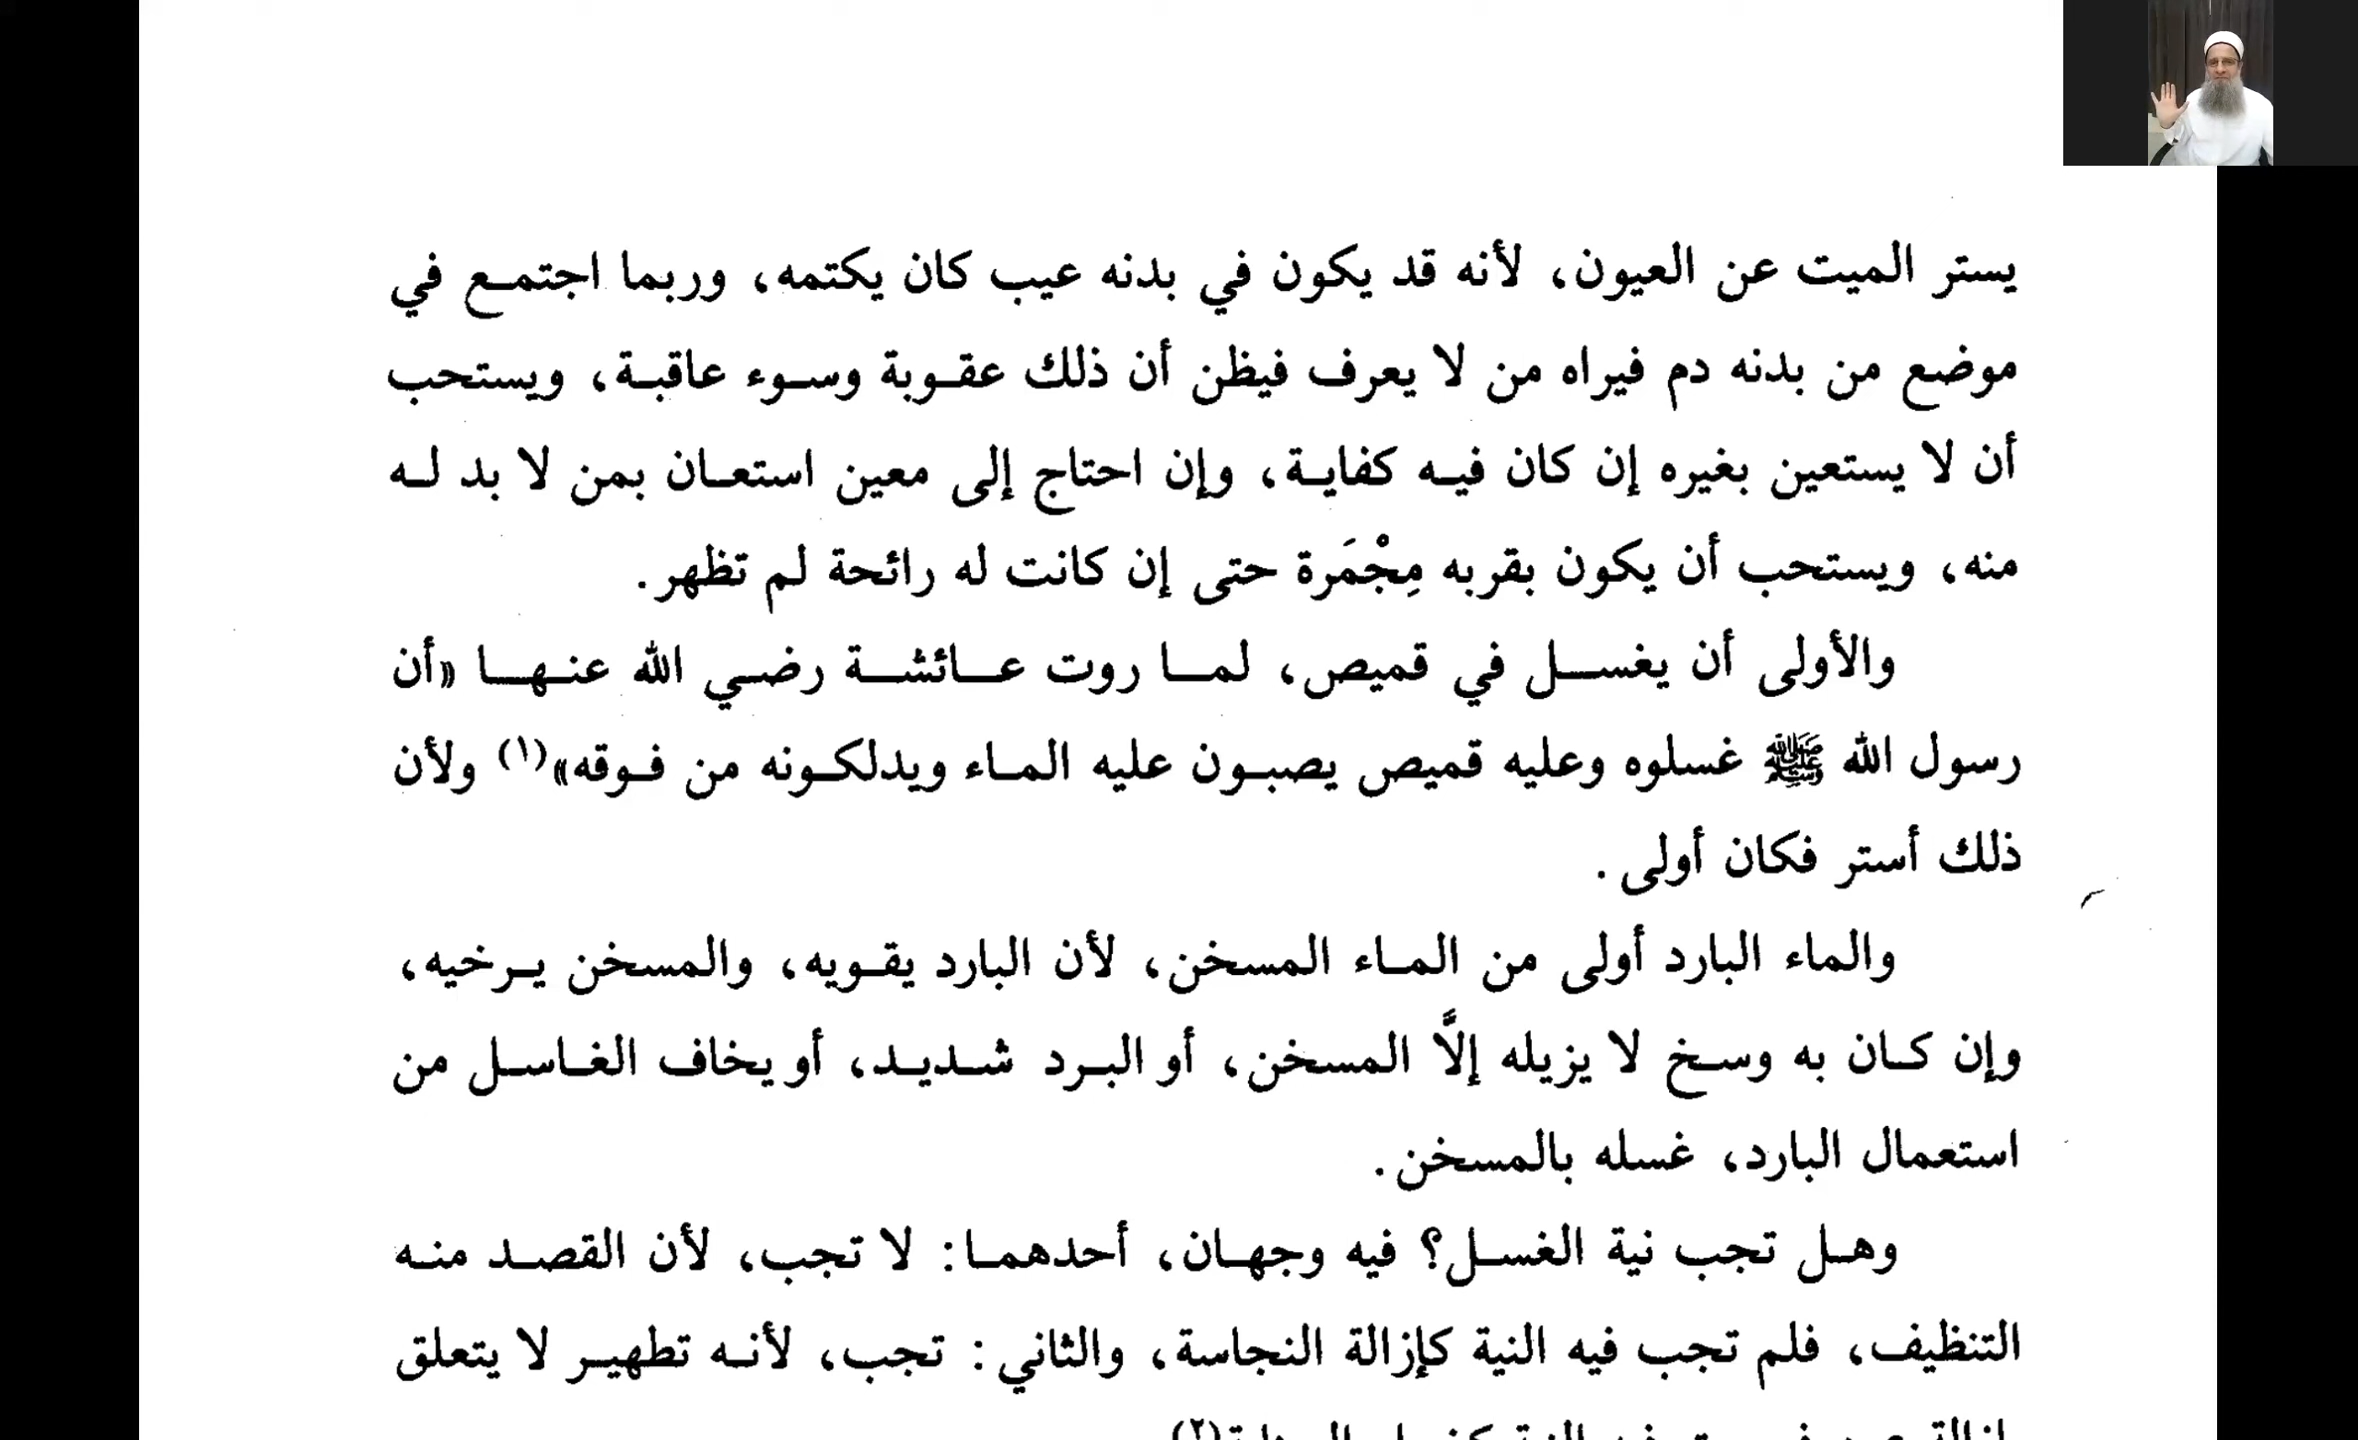 يستر الميت عن العيون، لأنه قد يكون في بدنه عيب كان يكتمه، وربما اجتمع في
موضع من بدنه دم فيراه من لا يعرف فيظن أن ذلك عقوبة وسوء عاقبة، ويستحب
أن لا يستعين بغيره إن كان فيه كفاية، وإن احتاج إلى معين استعان بمن لا بد له
منه، ويستحب أن يكون بقربه مِجْمَرة حتى إن كانت له رائحة لم تظهر.
والأولى أن يغسل في قميص، لما روت عائشة رضي الله عنها «أن
رسول الله ﷺ غسلوه وعليه قميص يصبون عليه الماء ويدلكونه من فوقه»(١) ولأن
ذلك أستر فكان أولى.
والماء البارد أولى من الماء المسخن، لأن البارد يقويه، والمسخن يرخيه،
وإن كان به وسخ لا يزيله إلَّا المسخن، أو البرد شديد، أو يخاف الغاسل من
استعمال البارد، غسله بالمسخن.
وهل تجب نية الغسل؟ فيه وجهان، أحدهما: لا تجب، لأن القصد منه
التنظيف، فلم تجب فيه النية كإزالة النجاسة، والثاني: تجب، لأنه تطهير لا يتعلق